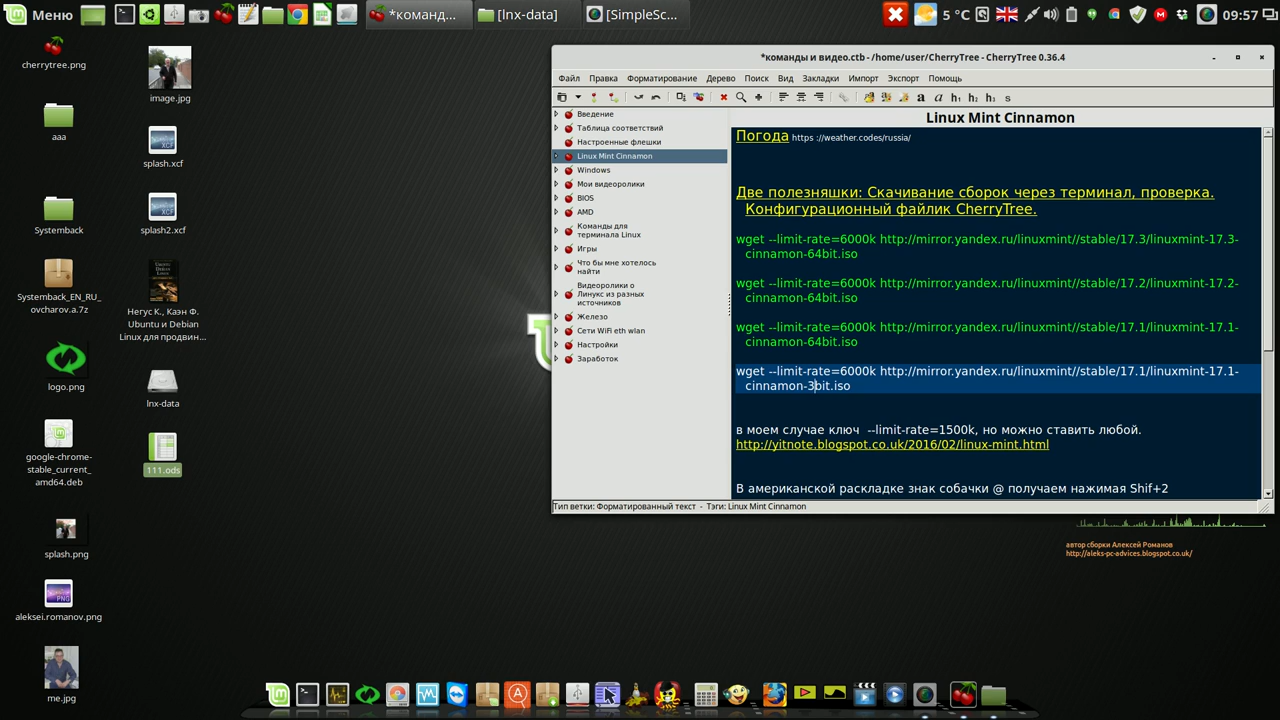 Меню
*команд...
[lnx-data]
[SimpleSc...
5 C
09:57
cherrytree.png
image.jpg
aaa
splash.xcf
Systemback
splash2.xcf
Systemback_EN_RU_
ovcharov.a.7z
Негус К., Каэн Ф.
Ubuntu и Debian
Linux для продвин...
logo.png
lnx-data
google-chrome-
stable_current_
amd64.deb
111.ods
splash.png
aleksei.romanov.png
me.jpg
*команды и видео.ctb - /home/user/CherryTree - CherryTree 0.36.4
Файл Правка Форматирование Дерево Поиск Вид Закладки Импорт Экспорт Помощь
a a h1 h2 h3 s
Введение
Таблица соответствий
Настроенные флешки
Linux Mint Cinnamon
Windows
Мои видеоролики
BIOS
AMD
Команды для
терминала Linux
Игры
Что бы мне хотелось
найти
Видеоролики о
Линукс из разных
источников
Железо
Сети WiFi eth wlan
Настройки
Заработок
Linux Mint Cinnamon
Погода https ://weather.codes/russia/
Две полезняшки: Скачивание сборок через терминал, проверка.
Конфигурационный файлик CherryTree.
wget --limit-rate=6000k http://mirror.yandex.ru/linuxmint//stable/17.3/linuxmint-17.3-
cinnamon-64bit.iso
wget --limit-rate=6000k http://mirror.yandex.ru/linuxmint//stable/17.2/linuxmint-17.2-
cinnamon-64bit.iso
wget --limit-rate=6000k http://mirror.yandex.ru/linuxmint//stable/17.1/linuxmint-17.1-
cinnamon-64bit.iso
wget --limit-rate=6000k http://mirror.yandex.ru/linuxmint//stable/17.1/linuxmint-17.1-
cinnamon-3bit.iso
в моем случае ключ --limit-rate=1500k, но можно ставить любой.
http://yitnote.blogspot.co.uk/2016/02/linux-mint.html
В американской раскладке знак собачки @ получаем нажимая Shif+2
Тип ветки: Форматированный текст - Тэги: Linux Mint Cinnamon
автор сборки Алексей Романов
http://aleks-pc-advices.blogspot.co.uk/